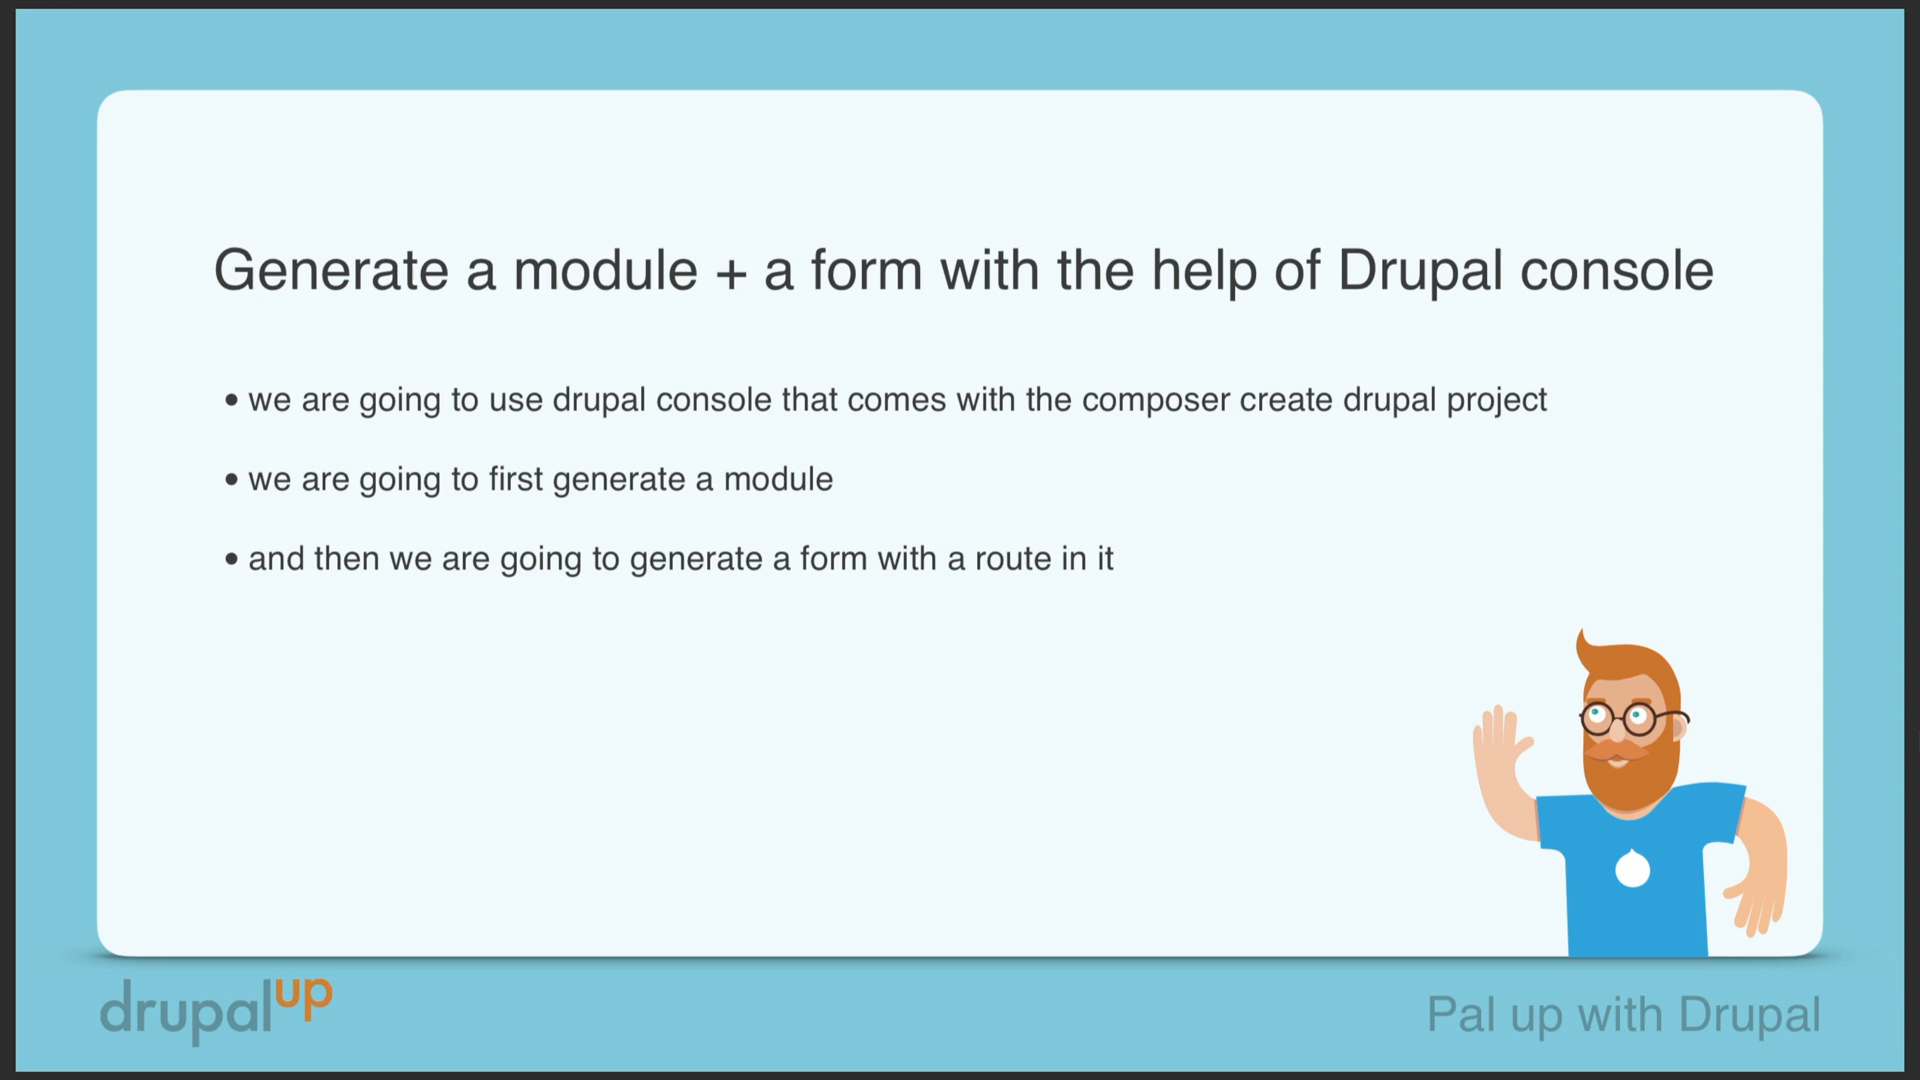 Generate a module + a form with the help of Drupal console
• we are going to use drupal console that comes with the composer create drupal project
• we are going to first generate a module
• and then we are going to generate a form with a route in it
drupalup
Pal up with Drupal